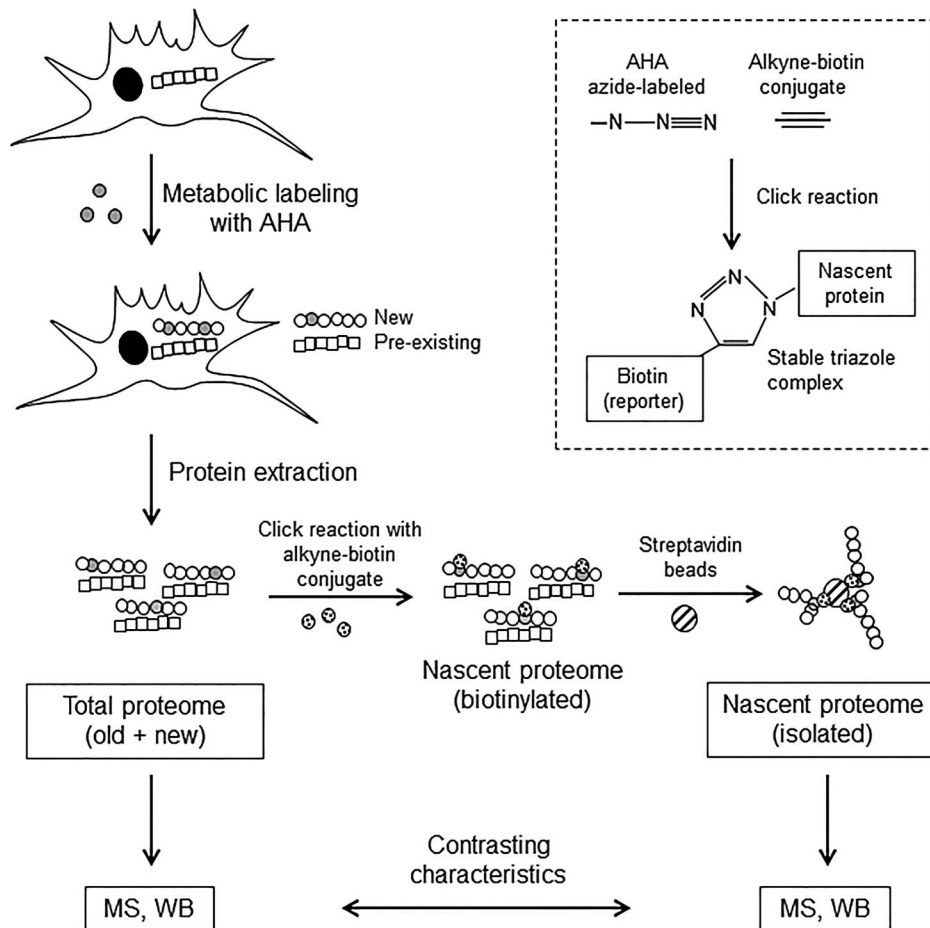 Metabolic labeling
with AHA
New
Pre-existing
Protein extraction
AHA
azide-labeled
Alkyne-biotin
conjugate
–N–N≡N
Click reaction
N
N
N
Nascent
protein
Biotin
(reporter)
Stable triazole
complex
Click reaction with
alkyne-biotin
conjugate
Streptavidin
beads
Nascent proteome
(biotinylated)
Total proteome
(old + new)
Nascent proteome
(isolated)
Contrasting
characteristics
MS, WB
MS, WB